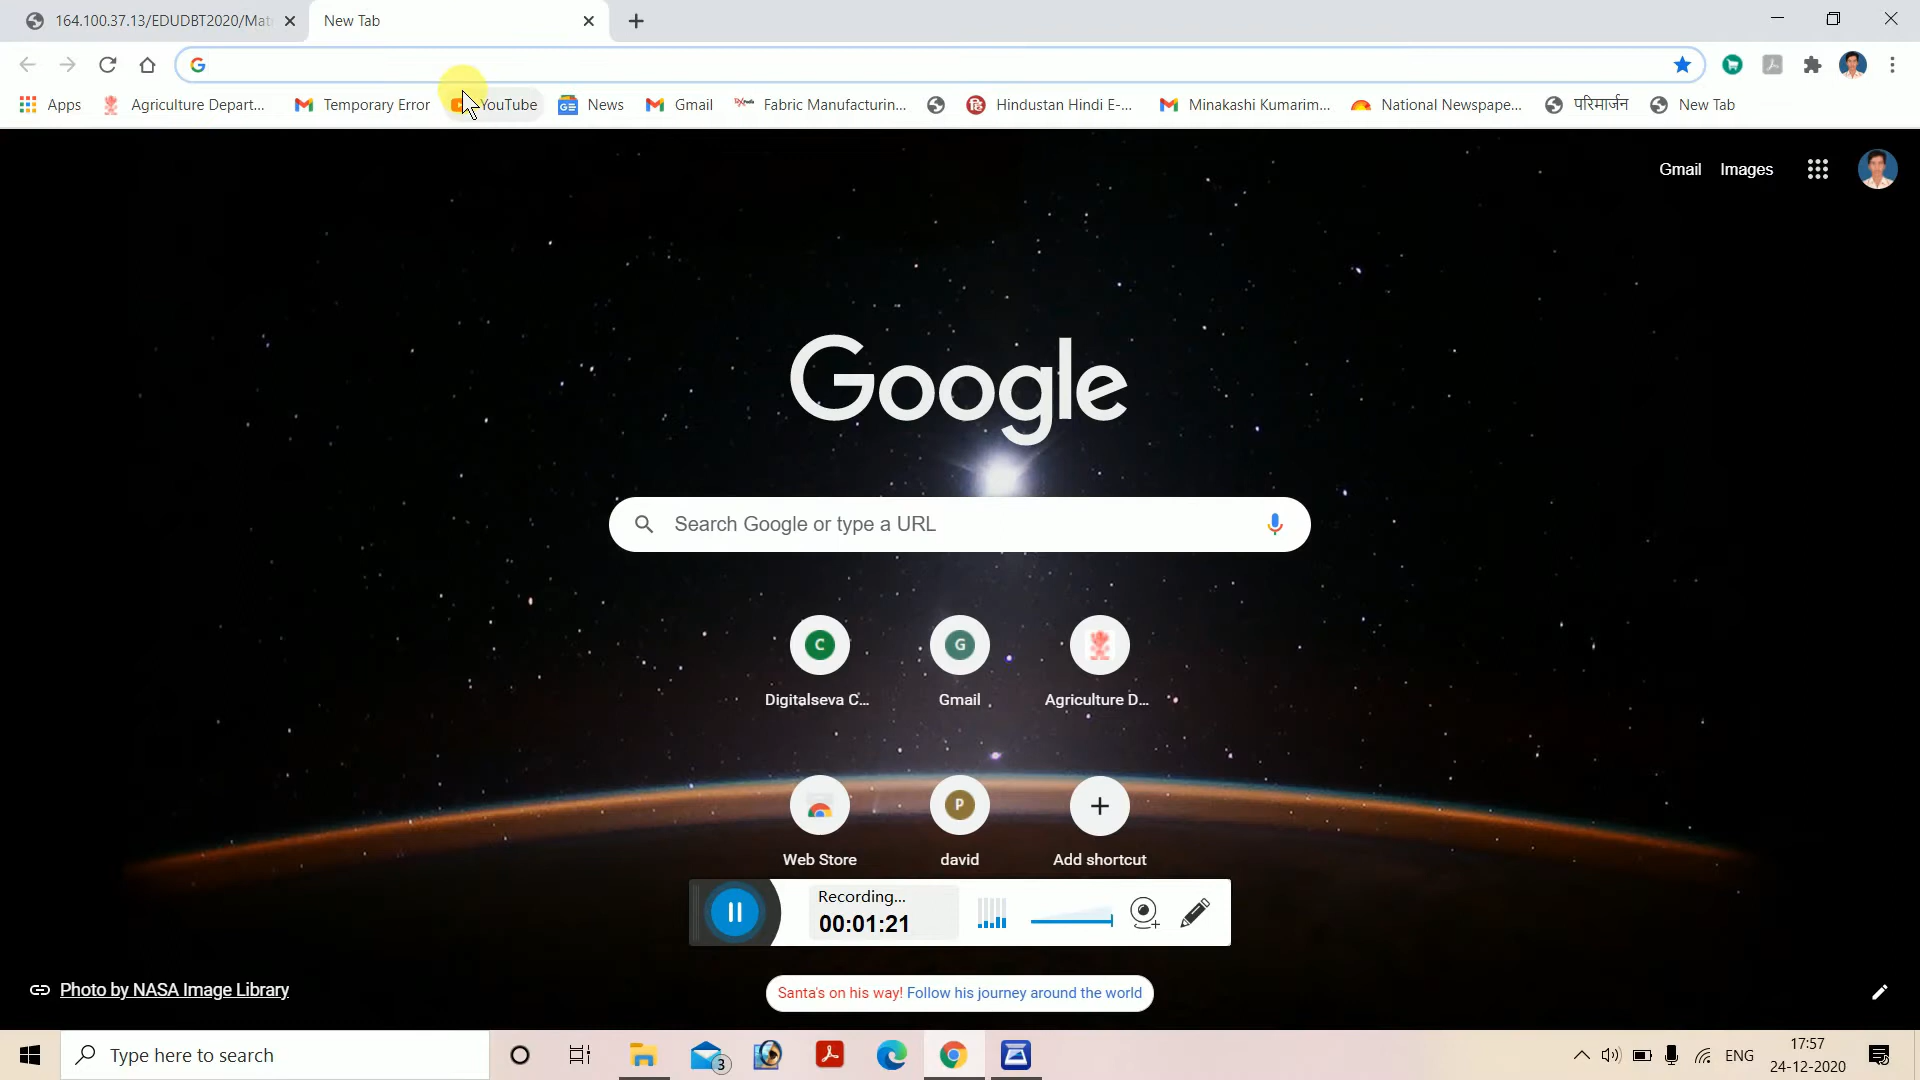 164.100.37.13/EDUDBT2020/Mat
New Tab
Apps
Agriculture Depart...
Temporary Error
YouTube
News
Gmail
Fabric Manufacturin...
Hindustan Hindi E-...
Minakashi Kumarim...
National Newspape...
परिमार्जन
New Tab
Gmail
Images
Google
Search Google or type a URL
C
G
Digitalseva C...
Gmail
Agriculture D...
P
Web Store
david
Add shortcut
Recording...
00:01:21
Photo by NASA Image Library
Santa's on his way! Follow his journey around the world
Type here to search
3
ENG
17:57
24-12-2020